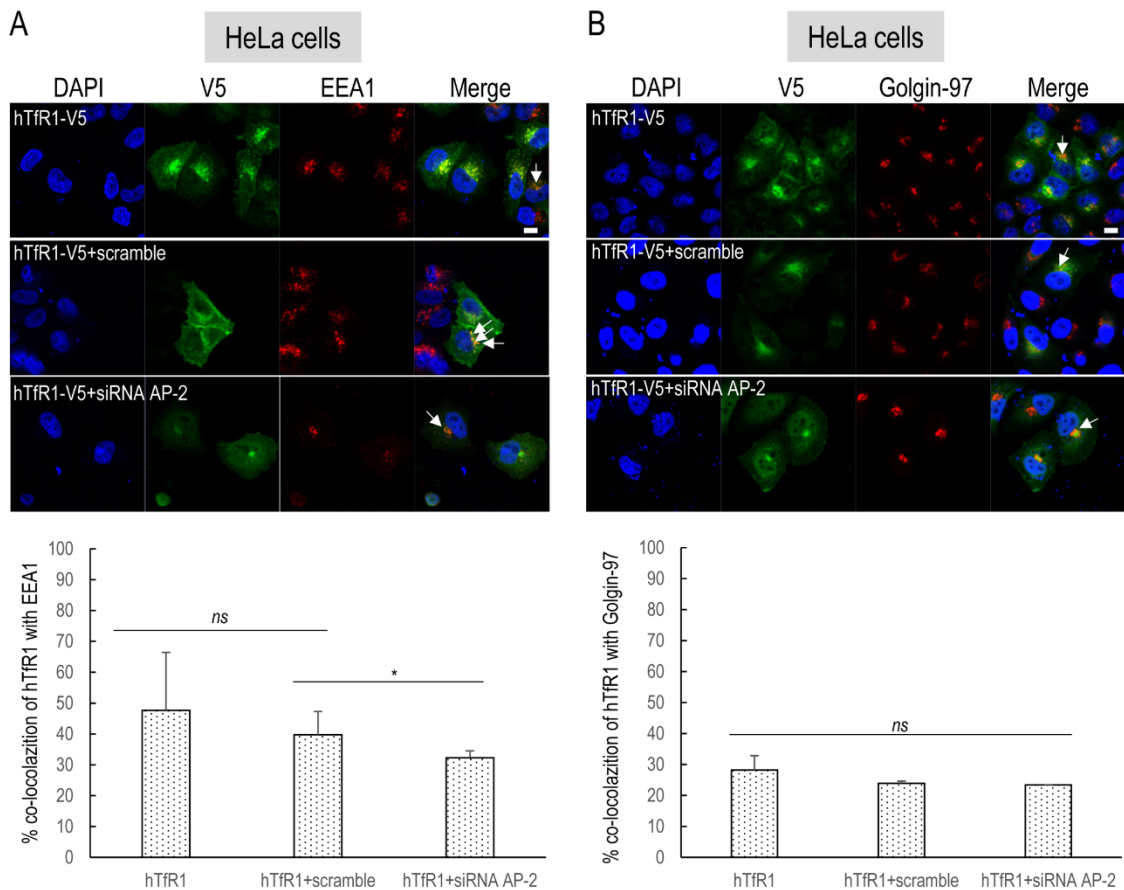 A
HeLa cells
DAPI V5 EEA1 Merge
hTfR1-V5
hTfR1-V5+scramble
hTfR1-V5+siRNA AP-2
% co-locolazition of hTfR1 with EEA1
100
90
80
70
60
50
40
30
20
10
0
ns
*
hTfR1 hTfR1+scramble hTfR1+siRNA AP-2
B
HeLa cells
DAPI V5 Golgin-97 Merge
hTfR1-V5
hTfR1-V5+scramble
hTfR1-V5+siRNA AP-2
% co-locolazition of hTfR1 with Golgin-97
100
90
80
70
60
50
40
30
20
10
0
ns
hTfR1 hTfR1+scramble hTfR1+siRNA AP-2